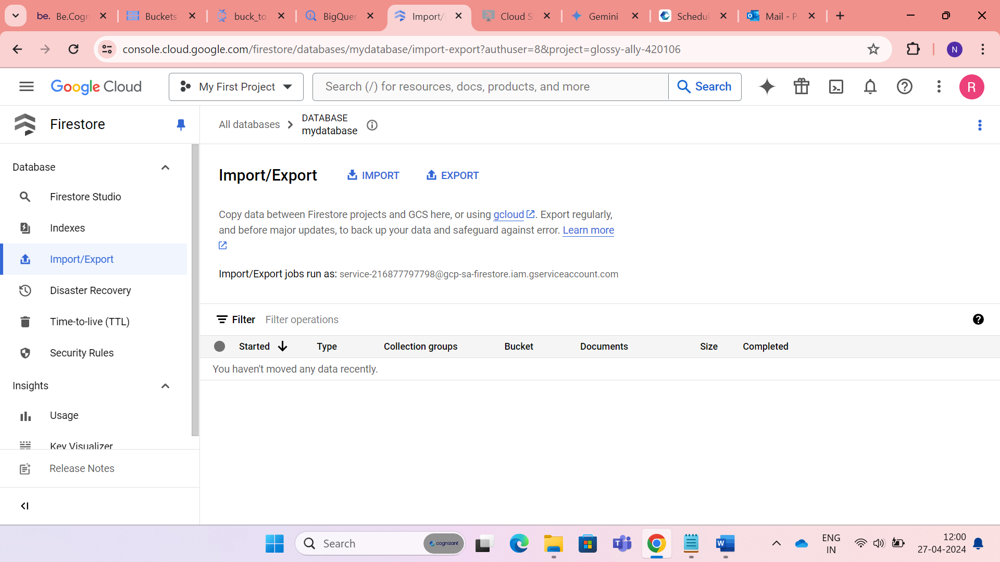 be. Be.Cogn
Buckets
buck_to
BigQuer
Import/
Cloud S
Gemini
Schedul
Mail - P
console.cloud.google.com/firestore/databases/mydatabase/import-export?authuser=8&project=glossy-ally-420106
N
Google Cloud
My First Project
Search (/) for resources, docs, products, and more
Search
R
Firestore
All databases
DATABASE
mydatabase
Database
Firestore Studio
Indexes
Import/Export
Disaster Recovery
Time-to-live (TTL)
Security Rules
Insights
Usage
Key Visualizer
Release Notes
Import/Export
IMPORT
EXPORT
Copy data between Firestore projects and GCS here, or using gcloud. Export regularly,
and before major updates, to back up your data and safeguard against error. Learn more
Import/Export jobs run as: service-216877797798@gcp-sa-firestore.iam.gserviceaccount.com
Filter Filter operations
Started Type Collection groups Bucket Documents Size Completed
You haven't moved any data recently.
Search
cognizant
ENG
IN
12:00
27-04-2024